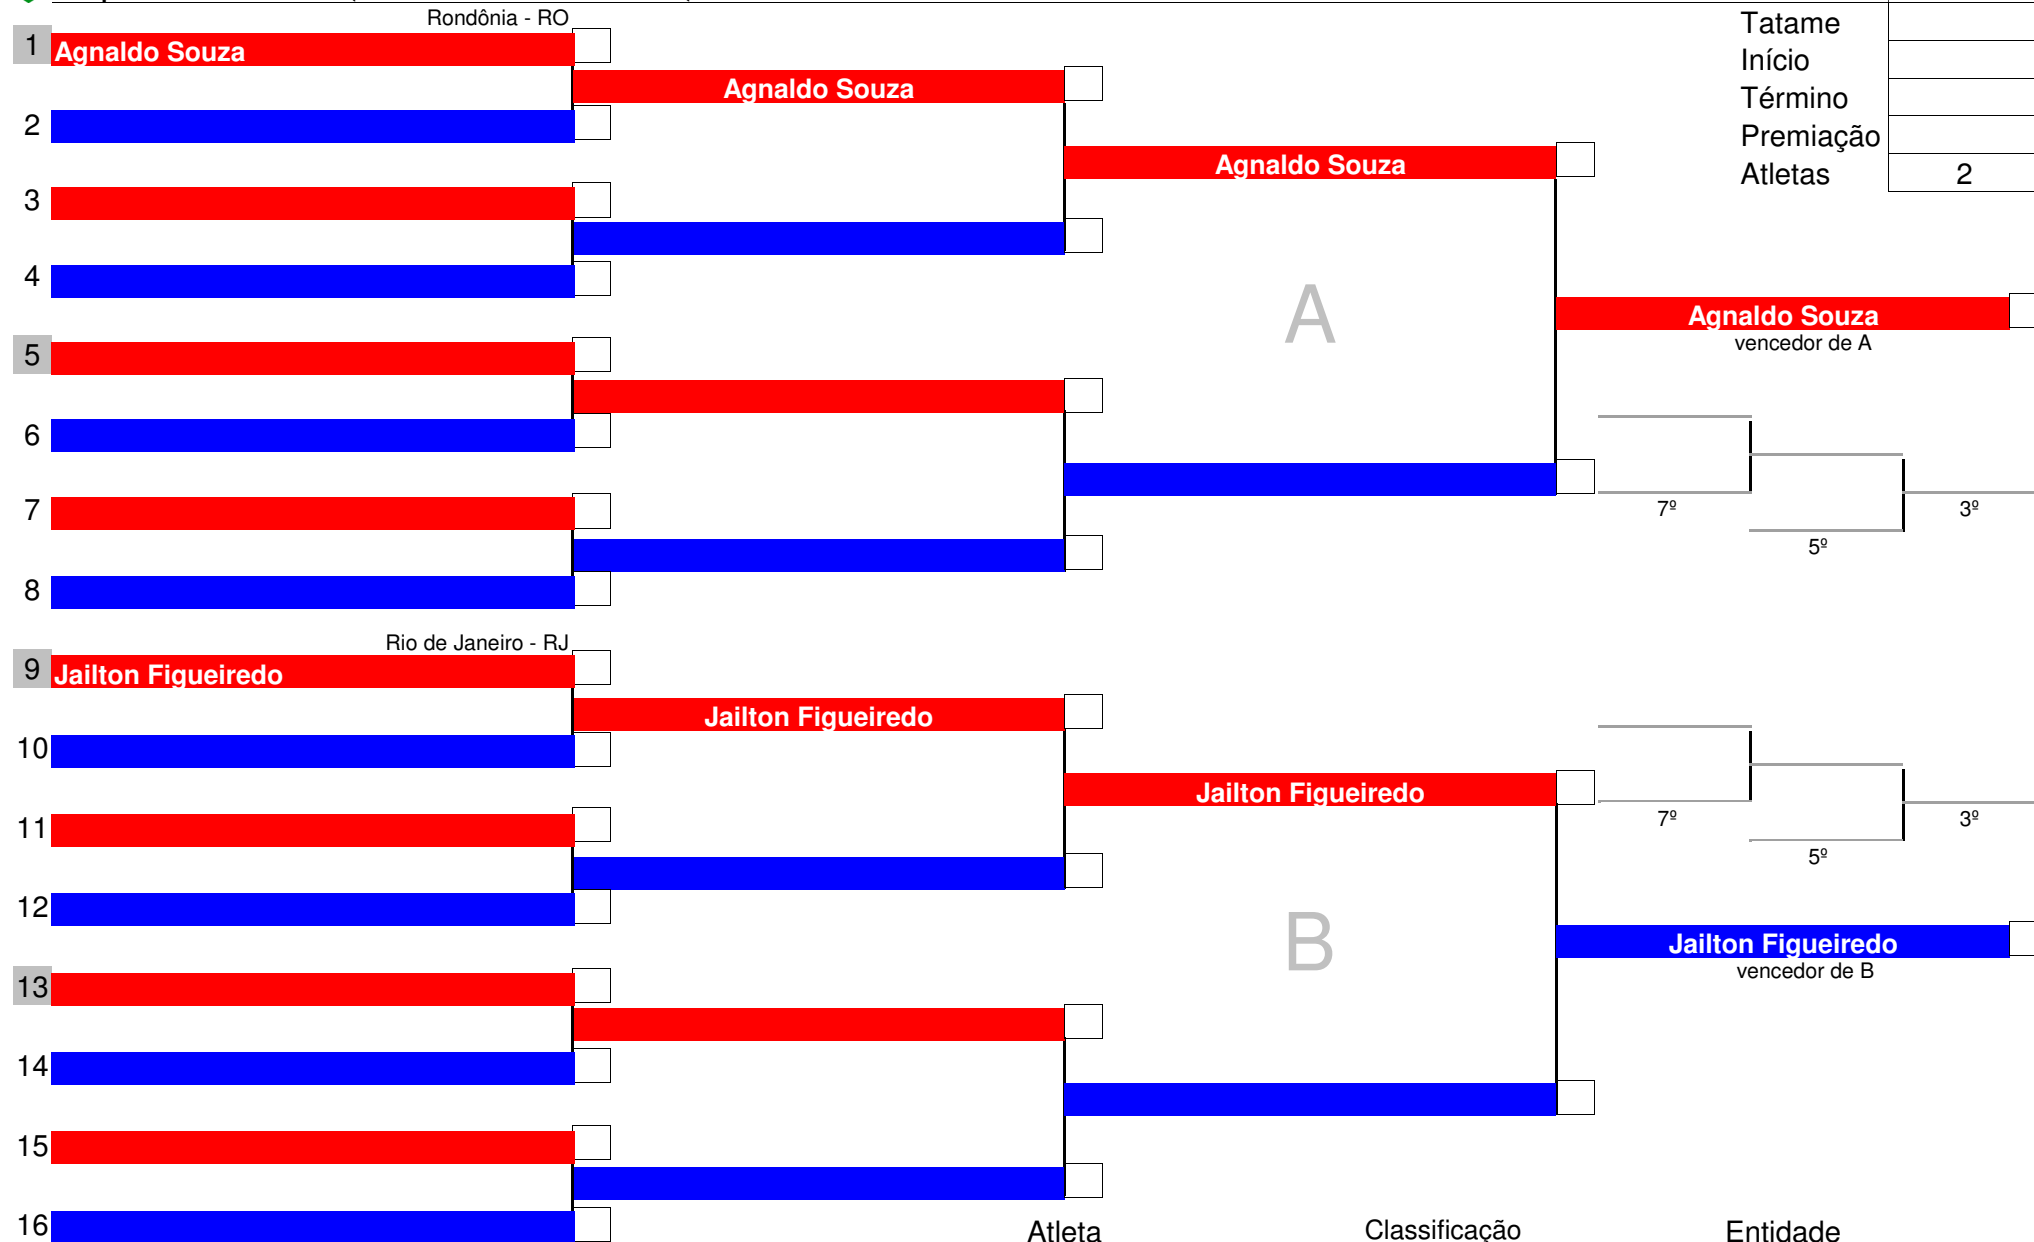 Rondônia - RO
Tatame
1 Agnaldo Souza
Início
Agnaldo Souza
Término
2
Premiação
Agnaldo Souza
Atletas 2
3
4
A
Agnaldo Souza
vencedor de A
5
6
7
7º
3º
5º
8
Rio de Janeiro - RJ
9 Jailton Figueiredo
Jailton Figueiredo
10
Jailton Figueiredo
11
7º
3º
5º
12
B
Jailton Figueiredo
vencedor de B
13
14
15
16
Atleta Classificação Entidade